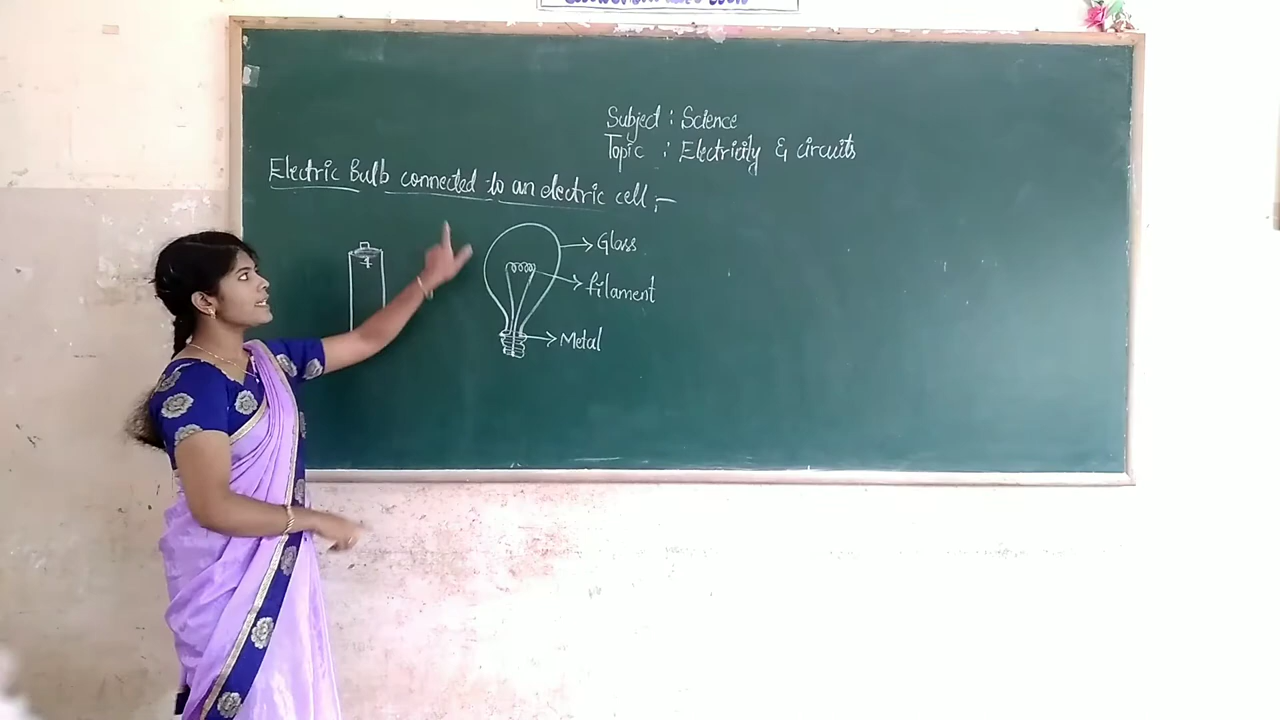 Subject : Science
Topic : Electricity & circuits
Electric Bulb connected to an electric cell :-
+
Glass
filament
Metal